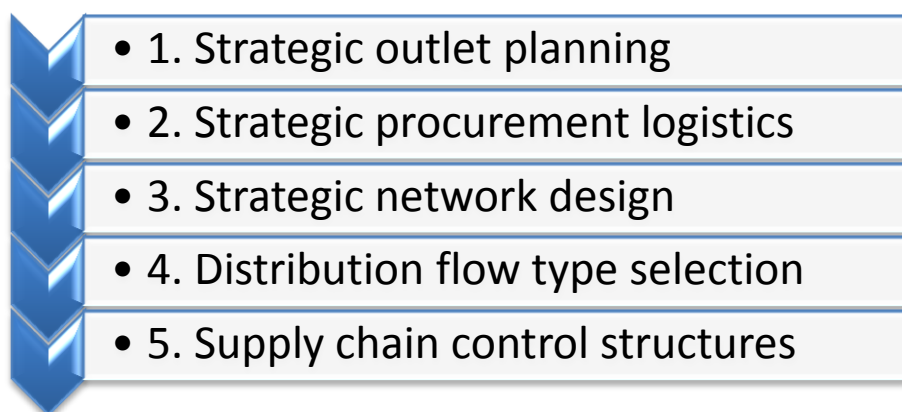 • 1. Strategic outlet planning
• 2. Strategic procurement logistics
• 3. Strategic network design
• 4. Distribution flow type selection
• 5. Supply chain control structures